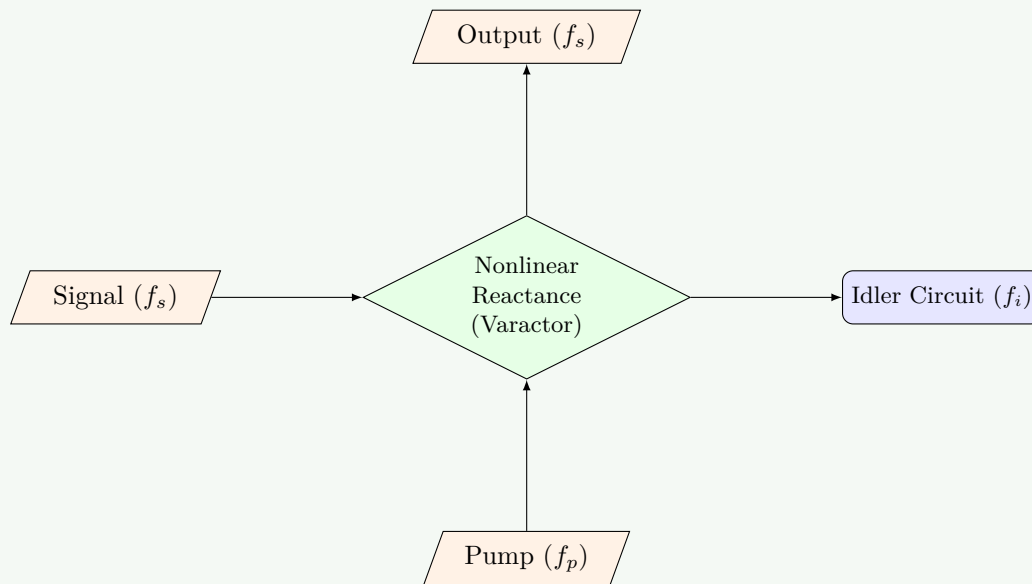 Output (f_s)
Signal (f_s)
Nonlinear
Reactance
(Varactor)
Idler Circuit (f_i)
Pump (f_p)